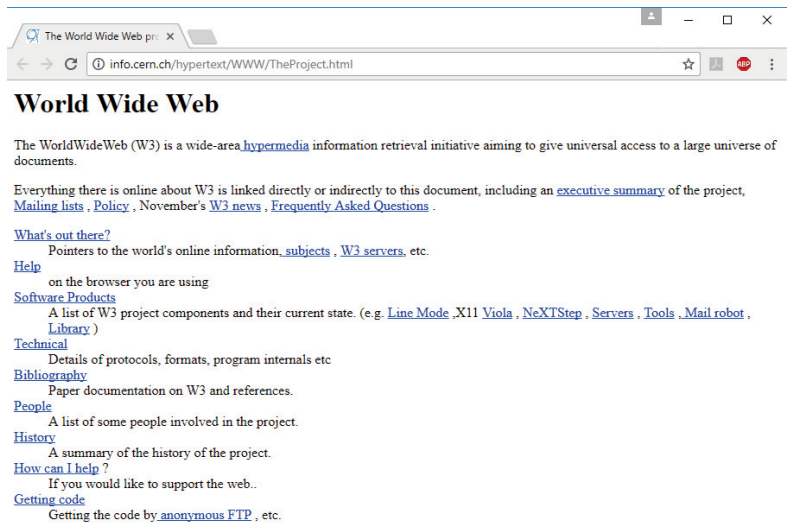 The World Wide Web pro
info.cern.ch/hypertext/WWW/TheProject.html
ABP
World Wide Web
The WorldWideWeb (W3) is a wide-area hypermedia information retrieval initiative aiming to give universal access to a large universe of
documents.
Everything there is online about W3 is linked directly or indirectly to this document, including an executive summary of the project,
Mailing lists , Policy , November's W3 news , Frequently Asked Questions .
What's out there?
Pointers to the world's online information, subjects , W3 servers, etc.
Help
on the browser you are using
Software Products
A list of W3 project components and their current state. (e.g. Line Mode ,X11 Viola , NeXTStep , Servers , Tools , Mail robot ,
Library )
Technical
Details of protocols, formats, program internals etc
Bibliography
Paper documentation on W3 and references.
People
A list of some people involved in the project.
History
A summary of the history of the project.
How can I help ?
If you would like to support the web..
Getting code
Getting the code by anonymous FTP , etc.